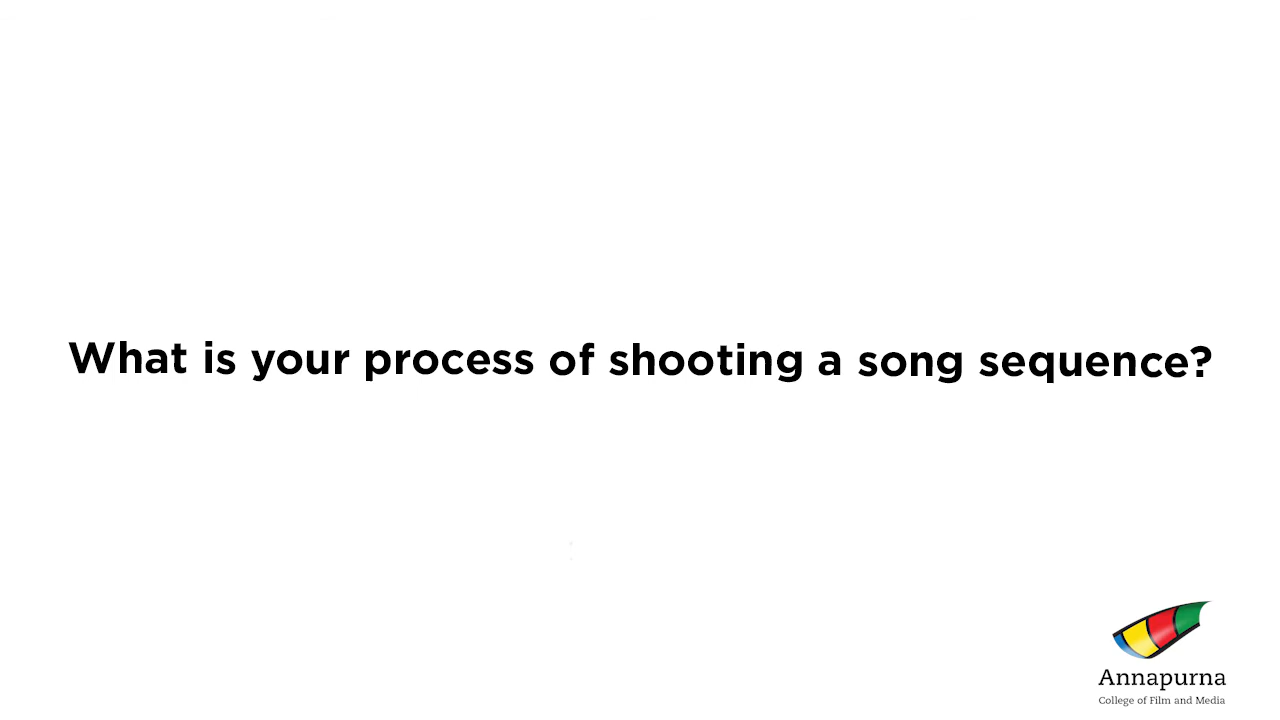 What is your process of shooting a song sequence?
Annapurna
College of Film and Media